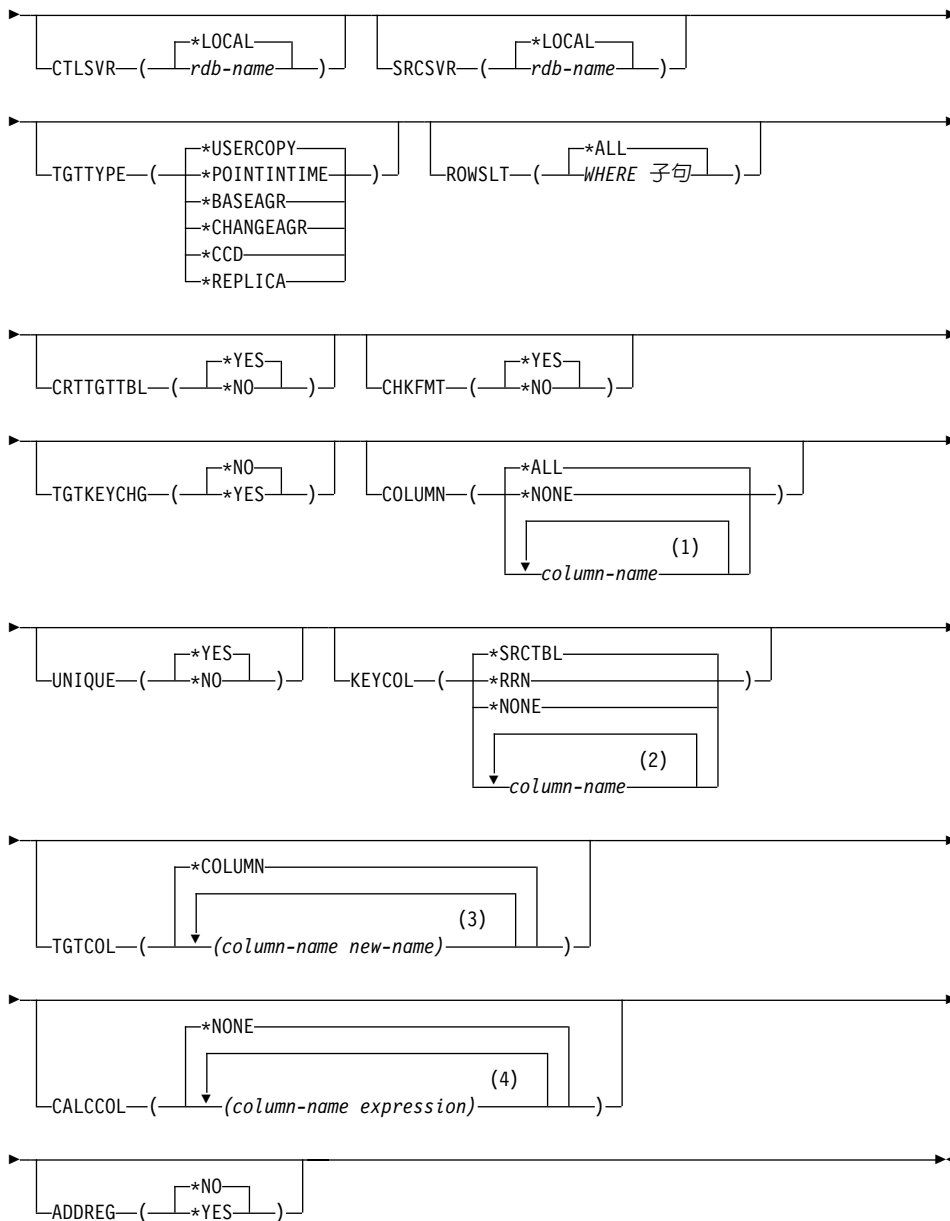 *LOCAL *LOCAL
CTLSVR ( rdb-name ) SRCSVR ( rdb-name )
*USERCOPY *ALL
TGTTYPE ( *POINTINTIME ) ROWSLT ( WHERE 子句 )
*BASEAGR
*CHANGEAGR
*CCD
*REPLICA
*YES *YES
CRTTGTTBL ( *NO ) CHKFMT ( *NO )
*NO *ALL
TGTKEYCHG ( *YES ) COLUMN ( *NONE )
(1)
column-name
*YES *SRCTBL
UNIQUE ( *NO ) KEYCOL ( *RRN )
*NONE
(2)
column-name
*COLUMN
(3)
TGTCOL ( (column-name new-name) )
*NONE
(4)
CALCCOL ( (column-name expression) )
*NO
ADDREG ( *YES )